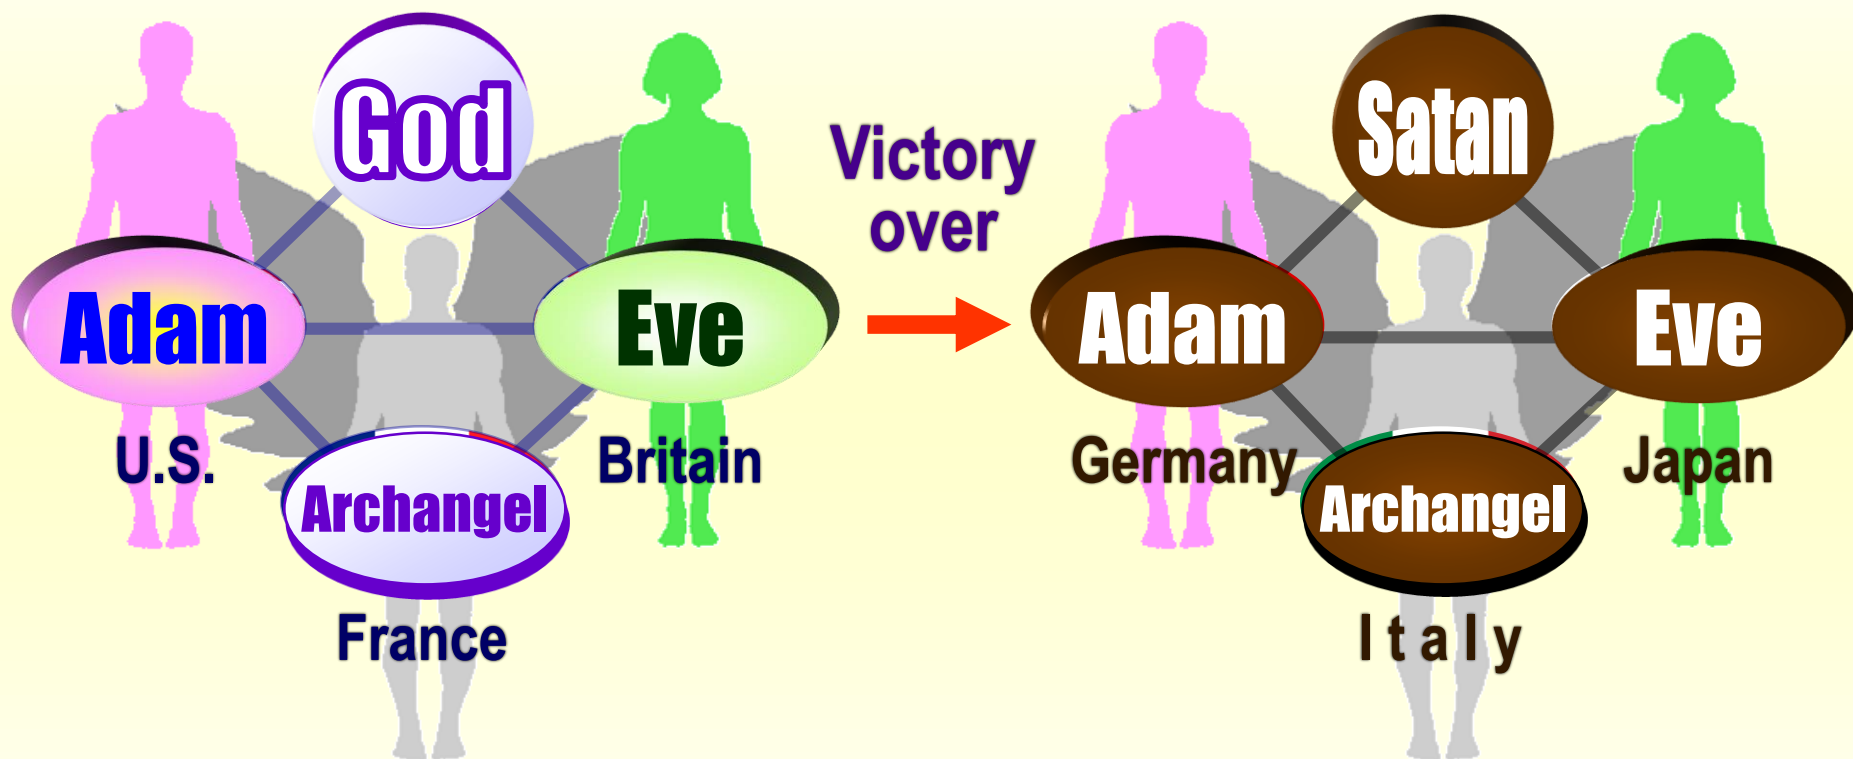 God
Adam
Eve
U.S.
Britain
Archangel
France
Victory
over
Satan
Adam
Eve
Germany
Japan
Archangel
Italy